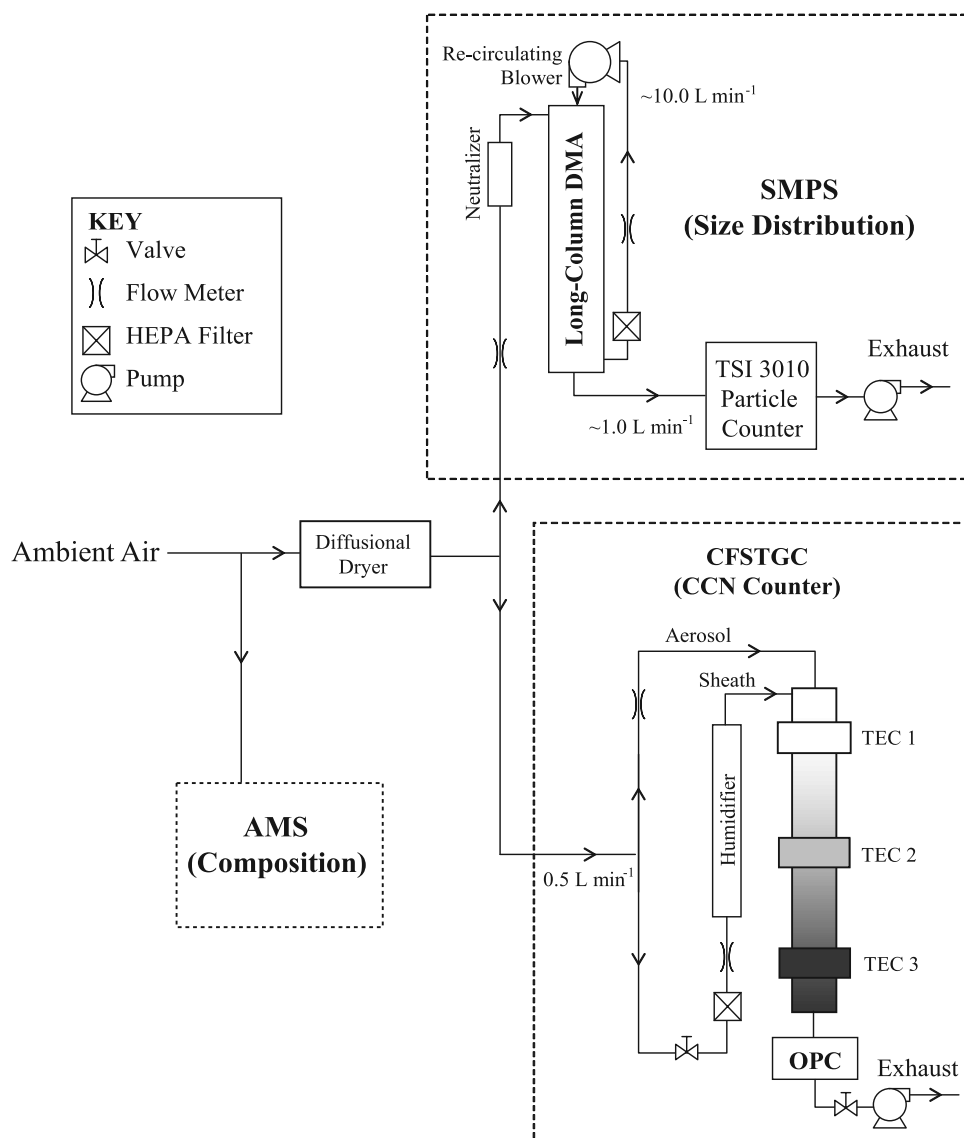 Re-circulating
Blower
~10.0 L min⁻¹
Neutralizer
Long-Column DMA
SMPS
(Size Distribution)
KEY
Valve
Flow Meter
HEPA Filter
Pump
TSI 3010
Particle
Counter
Exhaust
~1.0 L min⁻¹
Ambient Air
Diffusional
Dryer
CFSTGC
(CCN Counter)
Aerosol
Sheath
Humidifier
TEC 1
TEC 2
TEC 3
AMS
(Composition)
0.5 L min⁻¹
OPC
Exhaust